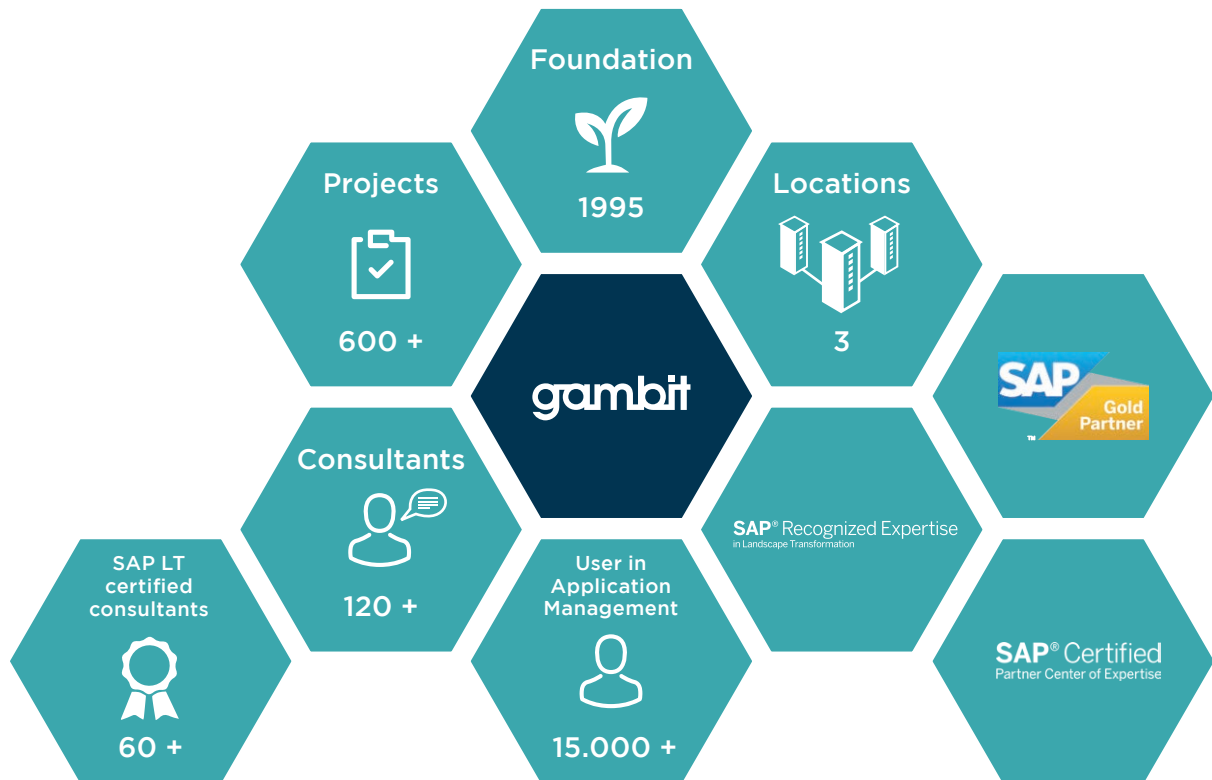 Foundation
1995
Projects
600 +
Locations
3
gambit
SAP
Gold
Partner
TM
Consultants
120 +
SAP® Recognized Expertise
in Landscape Transformation
SAP LT
certified
consultants
60 +
User in
Application
Management
15.000 +
SAP® Certified
Partner Center of Expertise